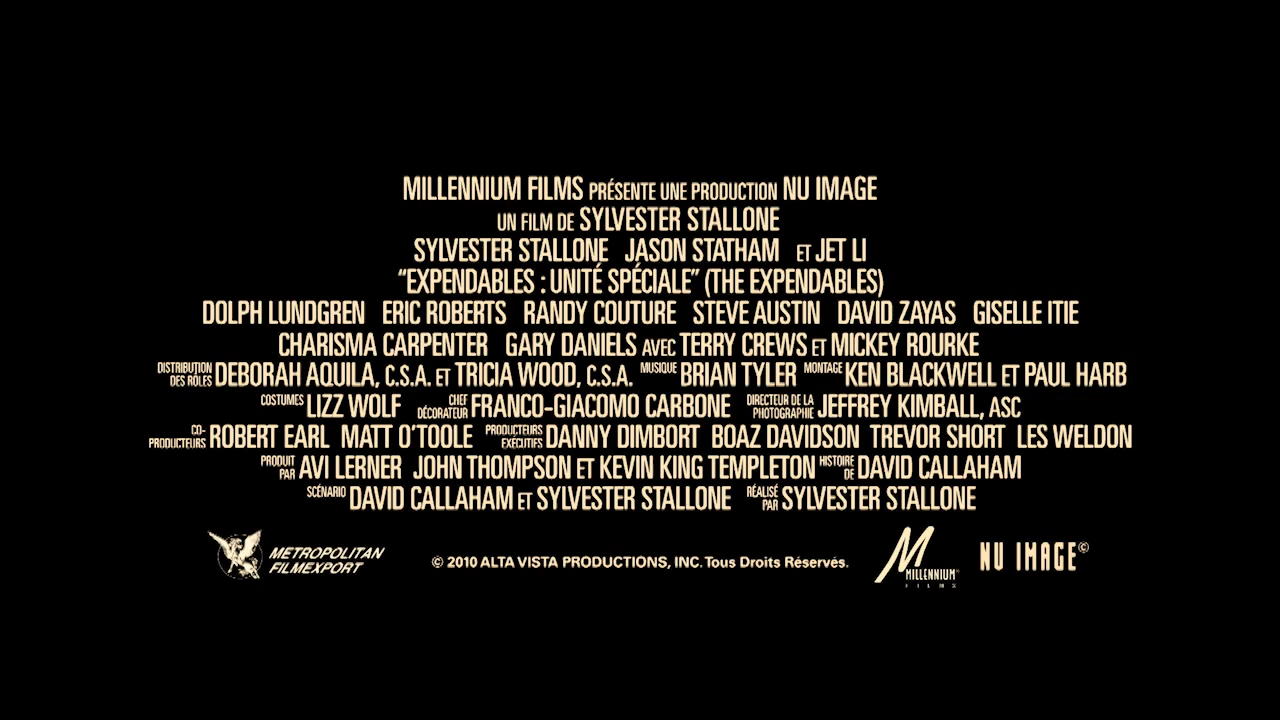 MILLENNIUM FILMS PRÉSENTE UNE PRODUCTION NU IMAGE
UN FILM DE SYLVESTER STALLONE
SYLVESTER STALLONE JASON STATHAM ET JET LI
“EXPENDABLES : UNITÉ SPÉCIALE” (THE EXPENDABLES)
DOLPH LUNDGREN ERIC ROBERTS RANDY COUTURE STEVE AUSTIN DAVID ZAYAS GISELLE ITIE
CHARISMA CARPENTER GARY DANIELS AVEC TERRY CREWS ET MICKEY ROURKE
DISTRIBUTION DES RÔLES DEBORAH AQUILA, C.S.A. ET TRICIA WOOD, C.S.A. MUSIQUE BRIAN TYLER MONTAGE KEN BLACKWELL ET PAUL HARB
COSTUMES LIZZ WOLF CHEF DÉCORATEUR FRANCO-GIACOMO CARBONE DIRECTEUR DE LA PHOTOGRAPHIE JEFFREY KIMBALL, ASC
CO-PRODUCTEURS ROBERT EARL MATT O'TOOLE PRODUCTEURS EXÉCUTIFS DANNY DIMBORT BOAZ DAVIDSON TREVOR SHORT LES WELDON
PRODUIT PAR AVI LERNER JOHN THOMPSON ET KEVIN KING TEMPLETON HISTOIRE DE DAVID CALLAHAM
SCÉNARIO DAVID CALLAHAM ET SYLVESTER STALLONE RÉALISÉ PAR SYLVESTER STALLONE
METROPOLITAN
FILMEXPORT
© 2010 ALTA VISTA PRODUCTIONS, INC. Tous Droits Réservés.
M
MILLENNIUM®
FILMS
NU IMAGE©